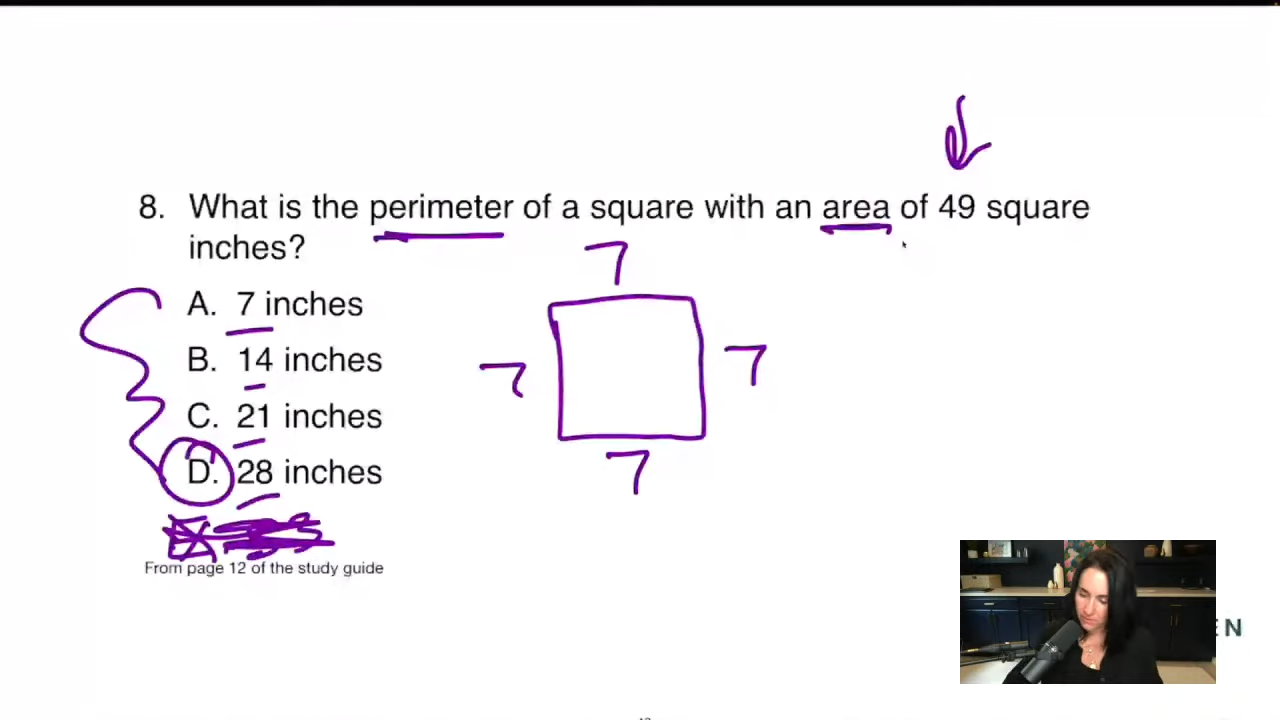 8. What is the perimeter of a square with an area of 49 square
inches?
7
A. 7 inches
B. 14 inches
7
7
C. 21 inches
D. 28 inches
7
From page 12 of the study guide
EN